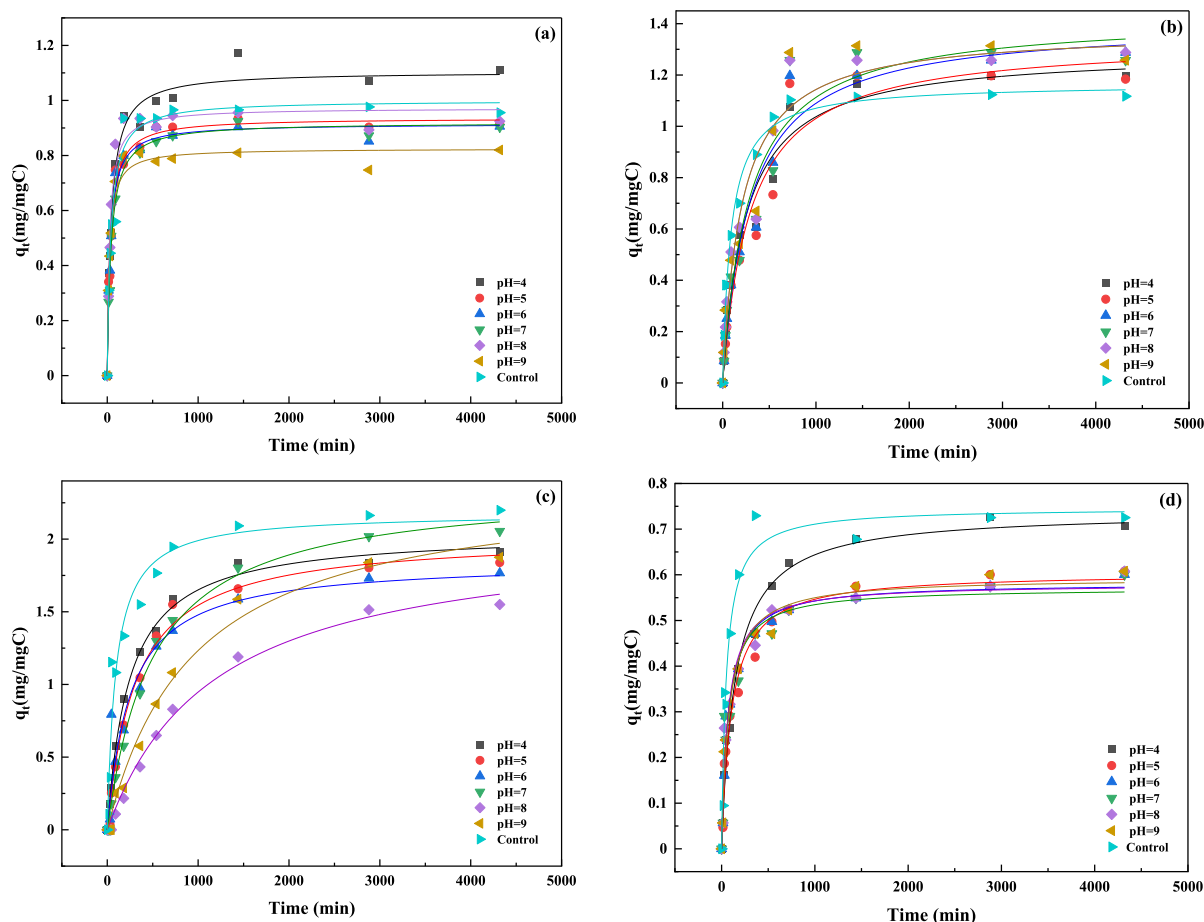 (a)
1.2
1
0.8
0.6
0.4
0.2
0
qt(mg/mgC)
pH=4
pH=5
pH=6
pH=7
pH=8
pH=9
Control
0 1000 2000 3000 4000 5000
Time (min)
(b)
1.4
1.2
1.0
0.8
0.6
0.4
0.2
0
qt(mg/mgC)
pH=4
pH=5
pH=6
pH=7
pH=8
pH=9
Control
0 1000 2000 3000 4000 5000
Time (min)
(c)
2
1.5
1
0.5
0
qt(mg/mgC)
pH=4
pH=5
pH=6
pH=7
pH=8
pH=9
Control
0 1000 2000 3000 4000 5000
Time (min)
(d)
0.8
0.7
0.6
0.5
0.4
0.3
0.2
0.1
0
qt(mg/mgC)
pH=4
pH=5
pH=6
pH=7
pH=8
pH=9
Control
0 1000 2000 3000 4000 5000
Time (min)